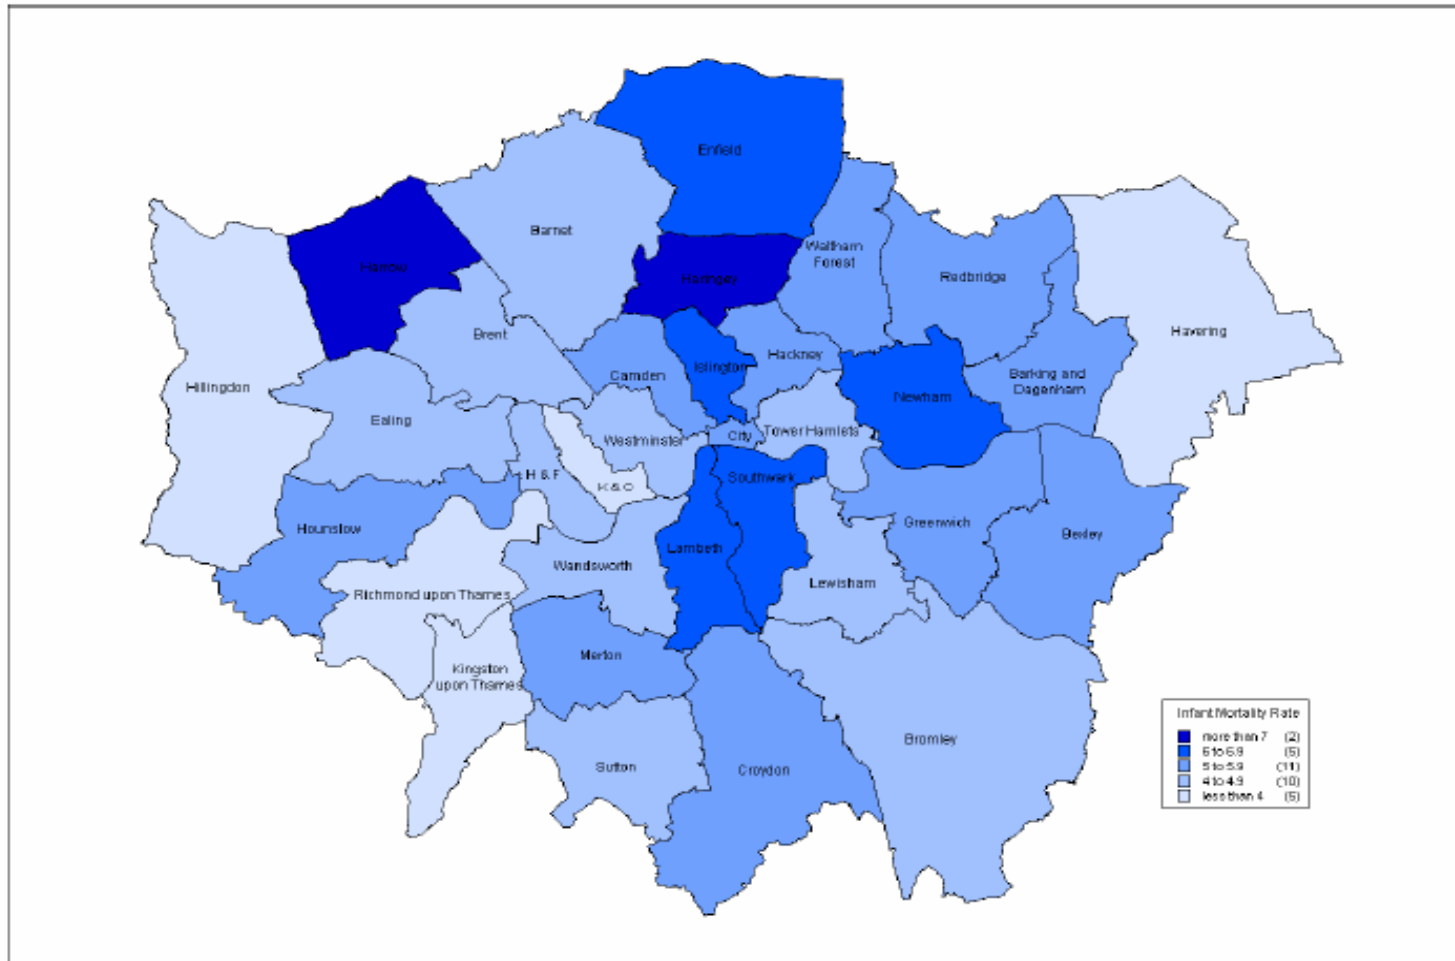 Enfield
Barnet
Harrow
Haringey
Waltham
Forest
Redbridge
Havering
Brent
Hillingdon
Camden
Islington
Hackney
Newham
Barking and
Dagenham
Ealing
Westminster
City
Tower Hamlets
H & F
K & C
Southwark
Hounslow
Greenwich
Bexley
Lambeth
Wandsworth
Lewisham
Richmond upon Thames
Merton
Kingston
upon Thames
Sutton
Croydon
Bromley
Infant Mortality Rate
more than 7 (2)
6 to 6.9 (5)
5 to 5.9 (11)
4 to 4.9 (10)
less than 4 (5)